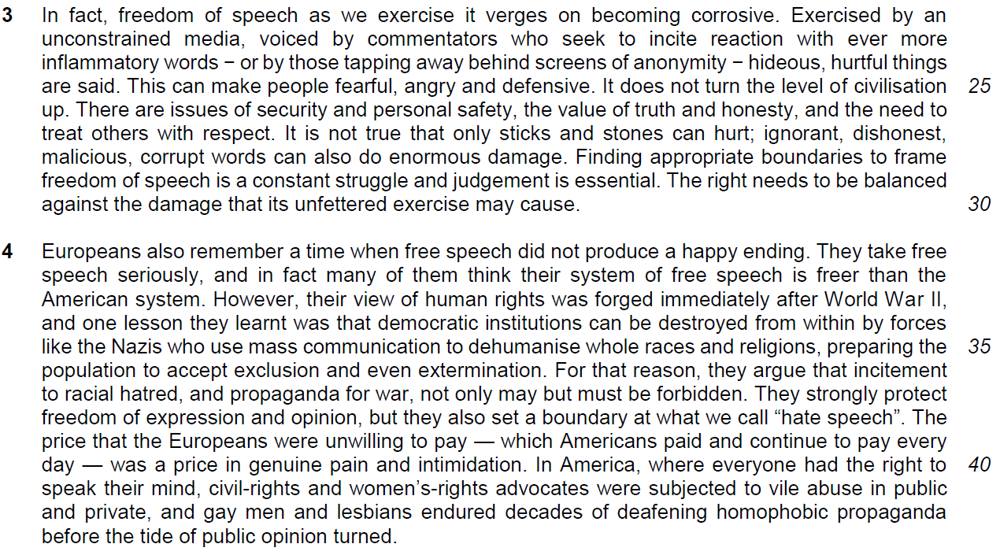 3 In fact, freedom of speech as we exercise it verges on becoming corrosive. Exercised by an
unconstrained media, voiced by commentators who seek to incite reaction with ever more
inflammatory words − or by those tapping away behind screens of anonymity − hideous, hurtful things
are said. This can make people fearful, angry and defensive. It does not turn the level of civilisation 25
up. There are issues of security and personal safety, the value of truth and honesty, and the need to
treat others with respect. It is not true that only sticks and stones can hurt; ignorant, dishonest,
malicious, corrupt words can also do enormous damage. Finding appropriate boundaries to frame
freedom of speech is a constant struggle and judgement is essential. The right needs to be balanced
against the damage that its unfettered exercise may cause. 30
4 Europeans also remember a time when free speech did not produce a happy ending. They take free
speech seriously, and in fact many of them think their system of free speech is freer than the
American system. However, their view of human rights was forged immediately after World War II,
and one lesson they learnt was that democratic institutions can be destroyed from within by forces
like the Nazis who use mass communication to dehumanise whole races and religions, preparing the 35
population to accept exclusion and even extermination. For that reason, they argue that incitement
to racial hatred, and propaganda for war, not only may but must be forbidden. They strongly protect
freedom of expression and opinion, but they also set a boundary at what we call “hate speech”. The
price that the Europeans were unwilling to pay — which Americans paid and continue to pay every
day — was a price in genuine pain and intimidation. In America, where everyone had the right to 40
speak their mind, civil-rights and women’s-rights advocates were subjected to vile abuse in public
and private, and gay men and lesbians endured decades of deafening homophobic propaganda
before the tide of public opinion turned.